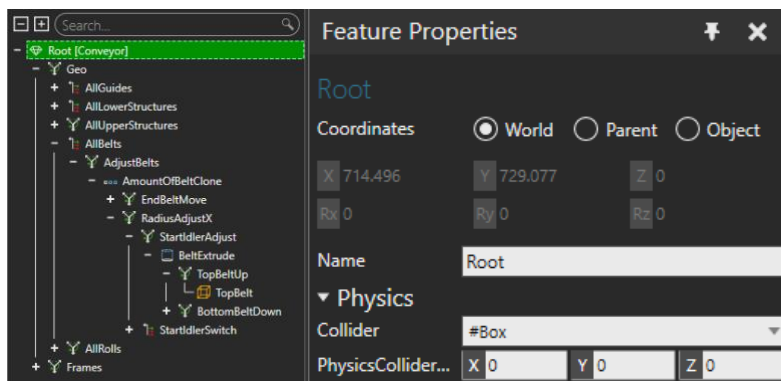 Search...
Root [Conveyor]
Geo
AllGuides
AllLowerStructures
AllUpperStructures
AllBelts
AdjustBelts
AmountOfBeltClone
EndBeltMove
RadiusAdjustX
StartIdlerAdjust
BeltExtrude
TopBeltUp
TopBelt
BottomBeltDown
StartIdlerSwitch
AllRolls
Frames
Feature Properties
Root
Coordinates World Parent Object
X 714.496 Y 729.077 Z 0
Rx 0 Ry 0 Rz 0
Name Root
Physics
Collider #Box
PhysicsCollider... X 0 Y 0 Z 0